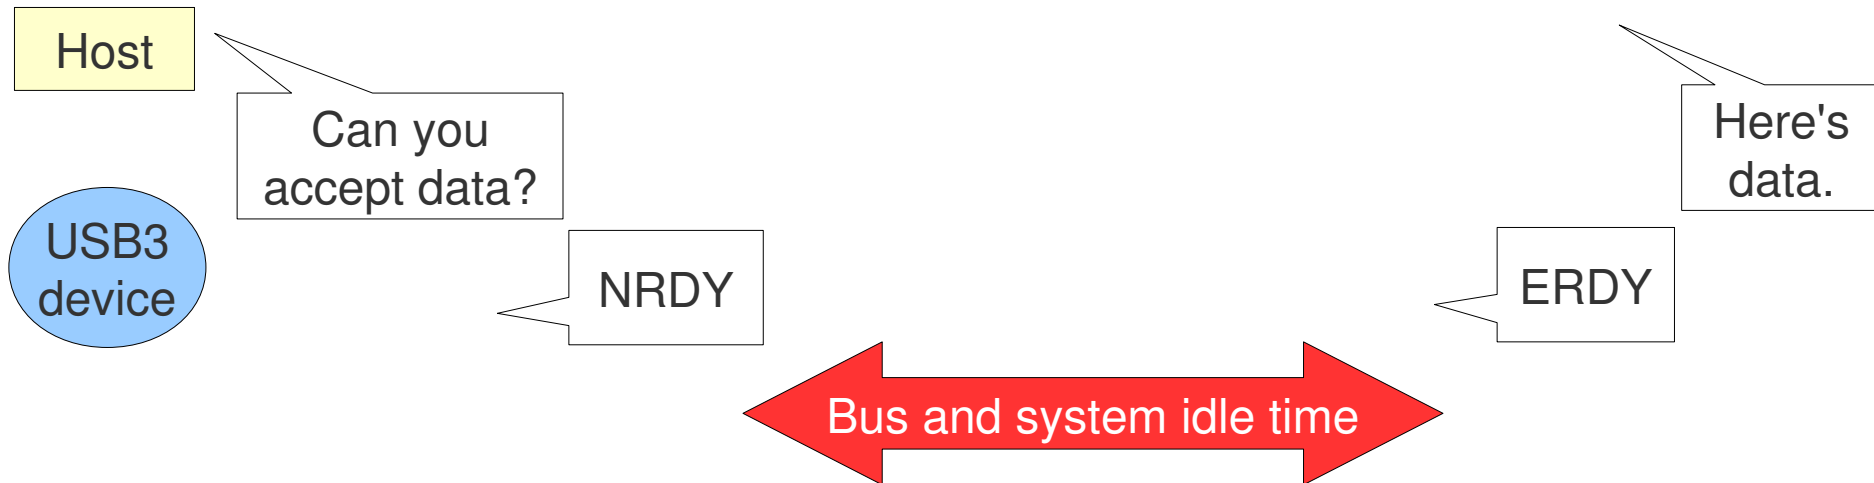 Host
Can you
accept data?
Here's
data.
USB3
device
NRDY
ERDY
Bus and system idle time